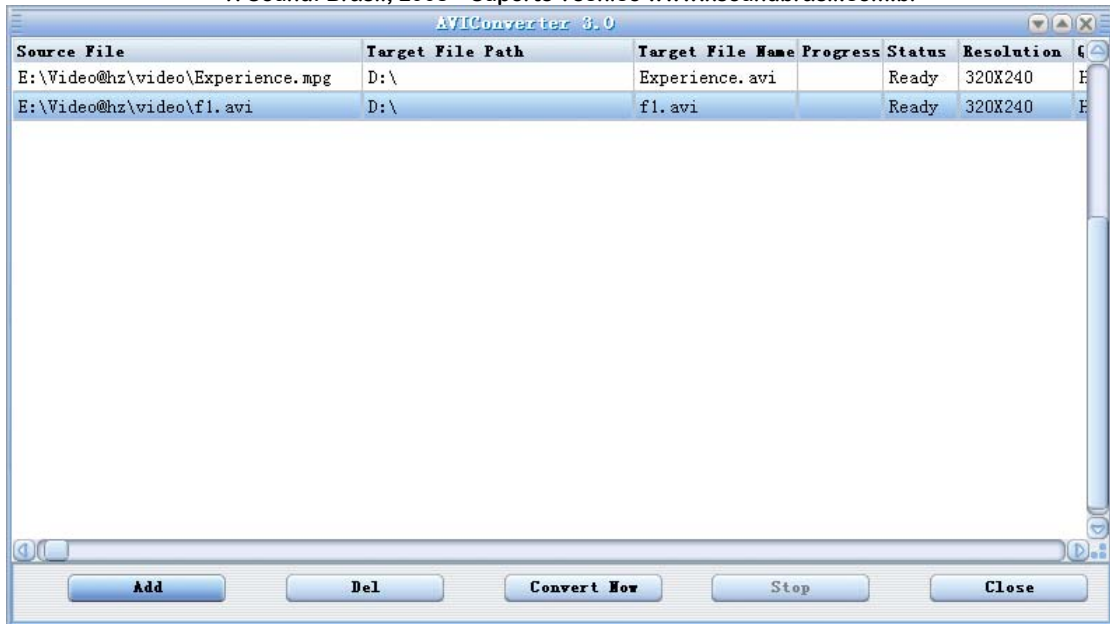 AVIConverter 3.0
Source File Target File Path Target File Name Progress Status Resolution
E:\Video@hz\video\Experience.mpg D:\ Experience.avi Ready 320X240 H
E:\Video@hz\video\f1.avi D:\ f1.avi Ready 320X240 H
Add Del Convert Now Stop Close